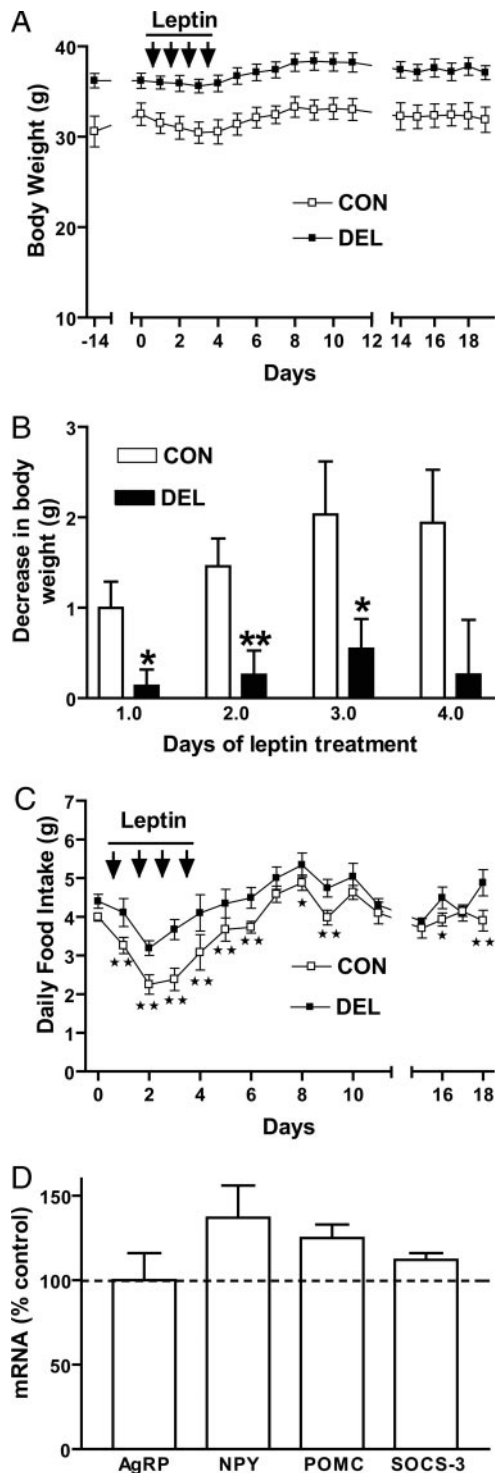 A
Leptin
40
30
20
10
Body Weight (g)
CON
DEL
-14 0 2 4 6 8 10 12 14 16 18
Days
B
3
2
1
0
Decrease in body
weight (g)
CON
DEL
* ** *
1.0 2.0 3.0 4.0
Days of leptin treatment
C
Leptin
7
6
5
4
3
2
1
0
Daily Food Intake (g)
CON
DEL
★★ ★★ ★★ ★★ ★★ ★★ ★ ★★ ★ ★★
0 2 4 6 8 10 16 18
Days
D
150
100
50
0
mRNA (% control)
AgRP NPY POMC SOCS-3